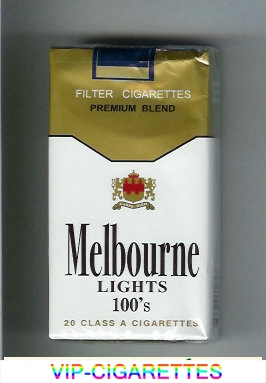 FILTER CIGARETTES
PREMIUM BLEND
Melbourne
LIGHTS
100's
20 CLASS A CIGARETTES
VIP-CIGARETTES